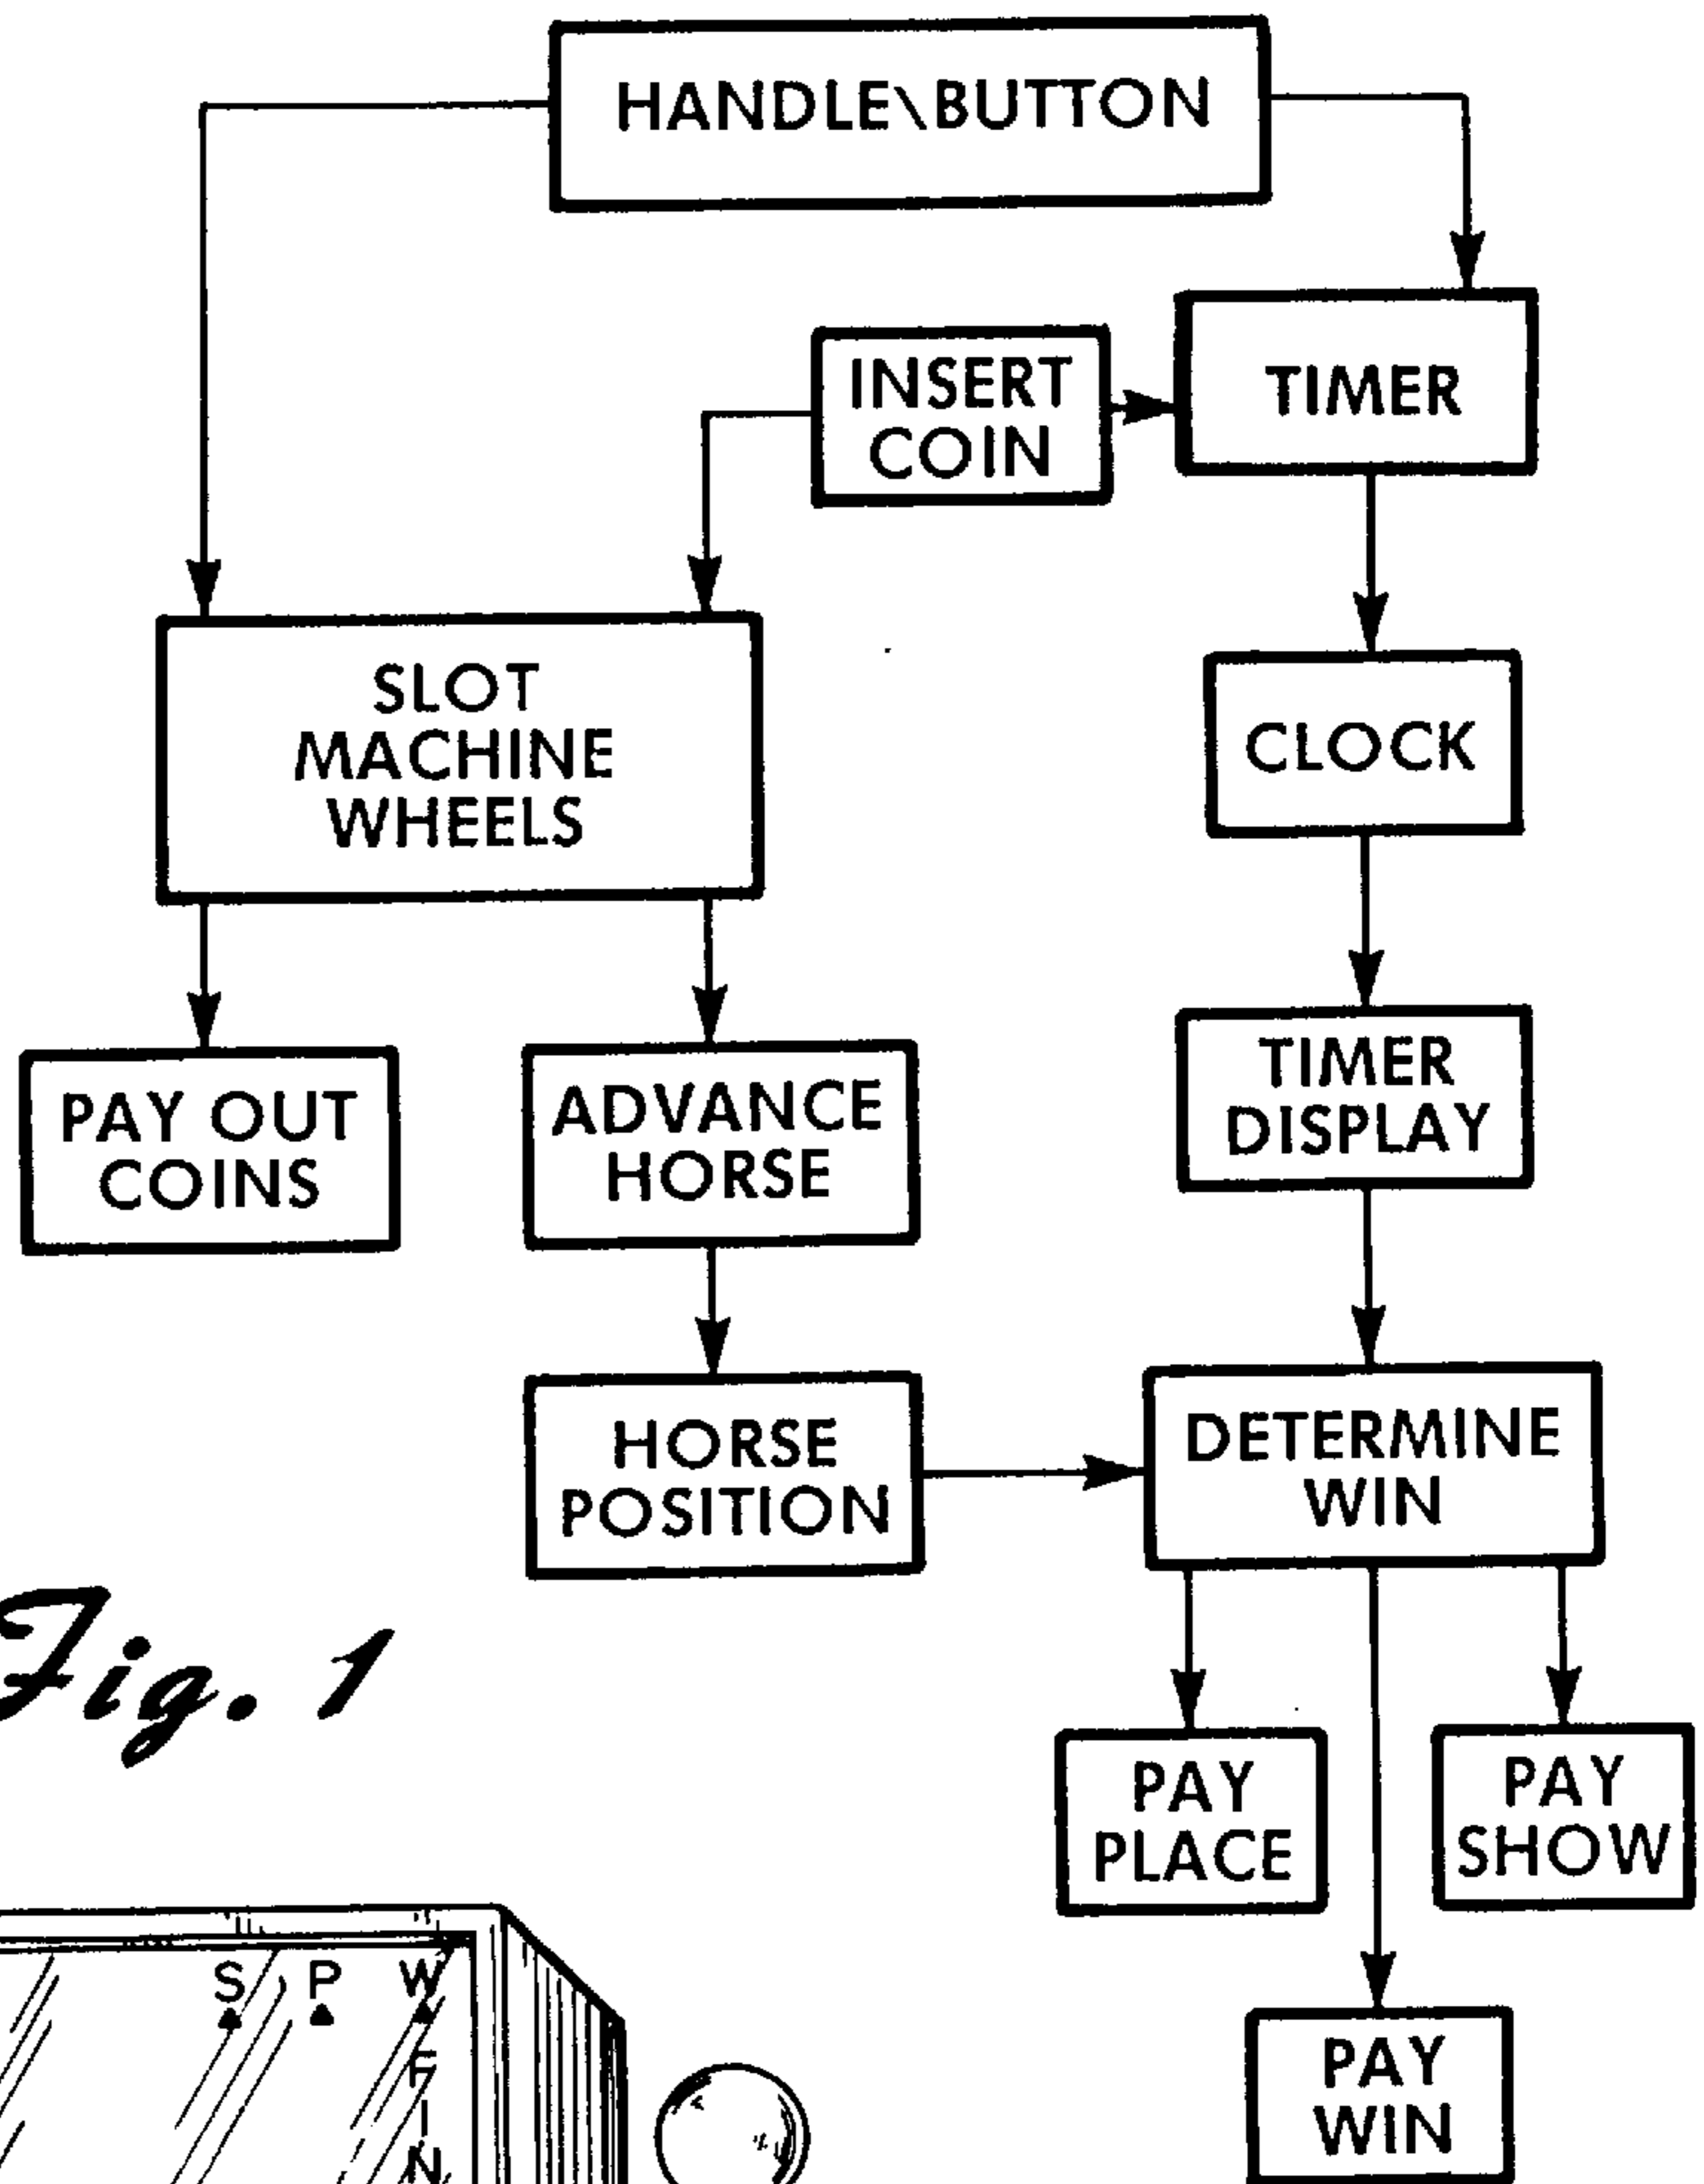 HANDLE\BUTTON
INSERT
COIN
TIMER
SLOT
MACHINE
WHEELS
CLOCK
PAY OUT
COINS
ADVANCE
HORSE
TIMER
DISPLAY
HORSE
POSITION
DETERMINE
WIN
Fig. 1
PAY
PLACE
PAY
SHOW
PAY
WIN
S P W
F
I
N